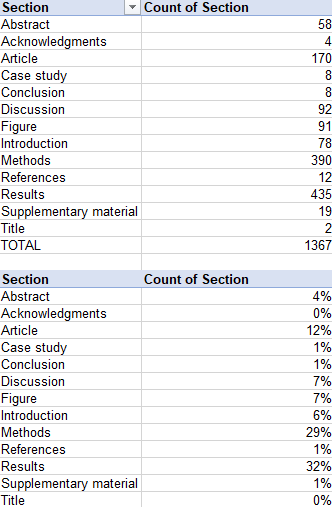 Section Count of Section
Abstract 58
Acknowledgments 4
Article 170
Case study 8
Conclusion 8
Discussion 92
Figure 91
Introduction 78
Methods 390
References 12
Results 435
Supplementary material 19
Title 2
TOTAL 1367
Section Count of Section
Abstract 4%
Acknowledgments 0%
Article 12%
Case study 1%
Conclusion 1%
Discussion 7%
Figure 7%
Introduction 6%
Methods 29%
References 1%
Results 32%
Supplementary material 1%
Title 0%